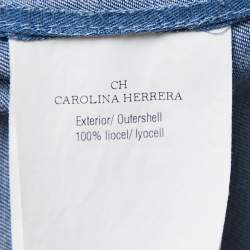 CH
CAROLINA HERRERA
Exterior/ Outershell
100% liocel/ lyocell